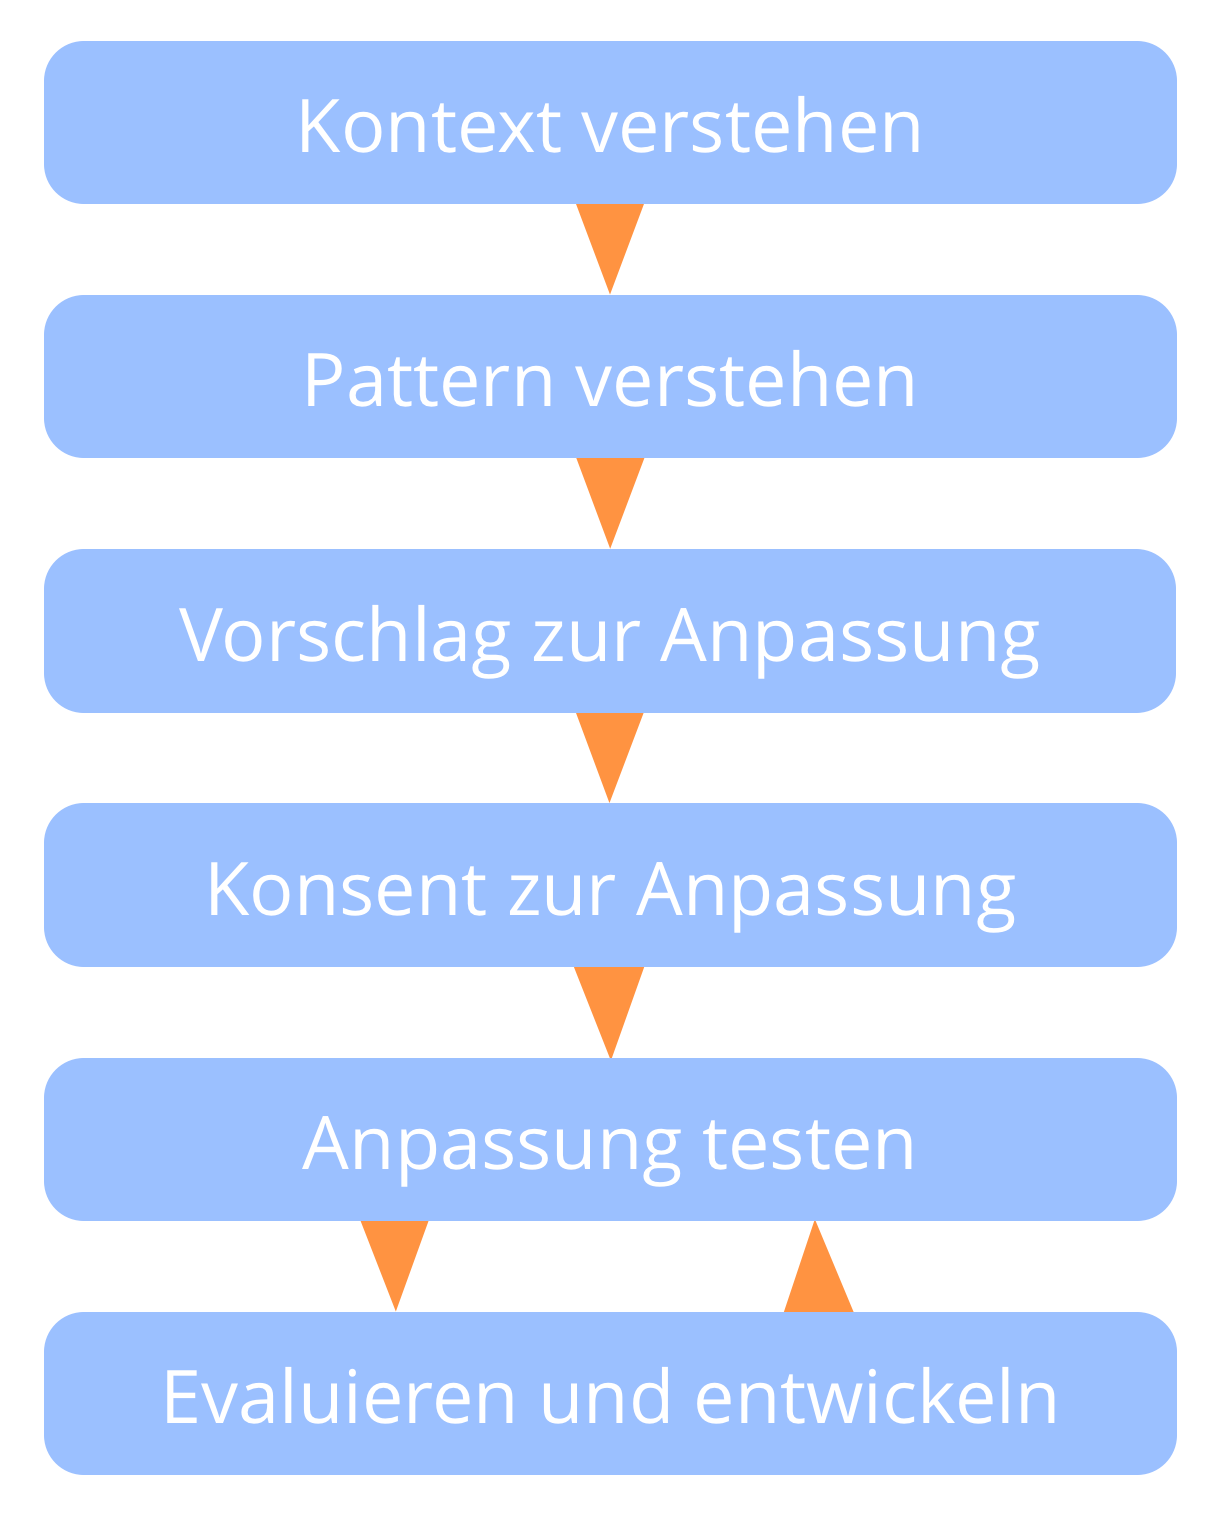 Kontext verstehen
Pattern verstehen
Vorschlag zur Anpassung
Konsent zur Anpassung
Anpassung testen
Evaluieren und entwickeln